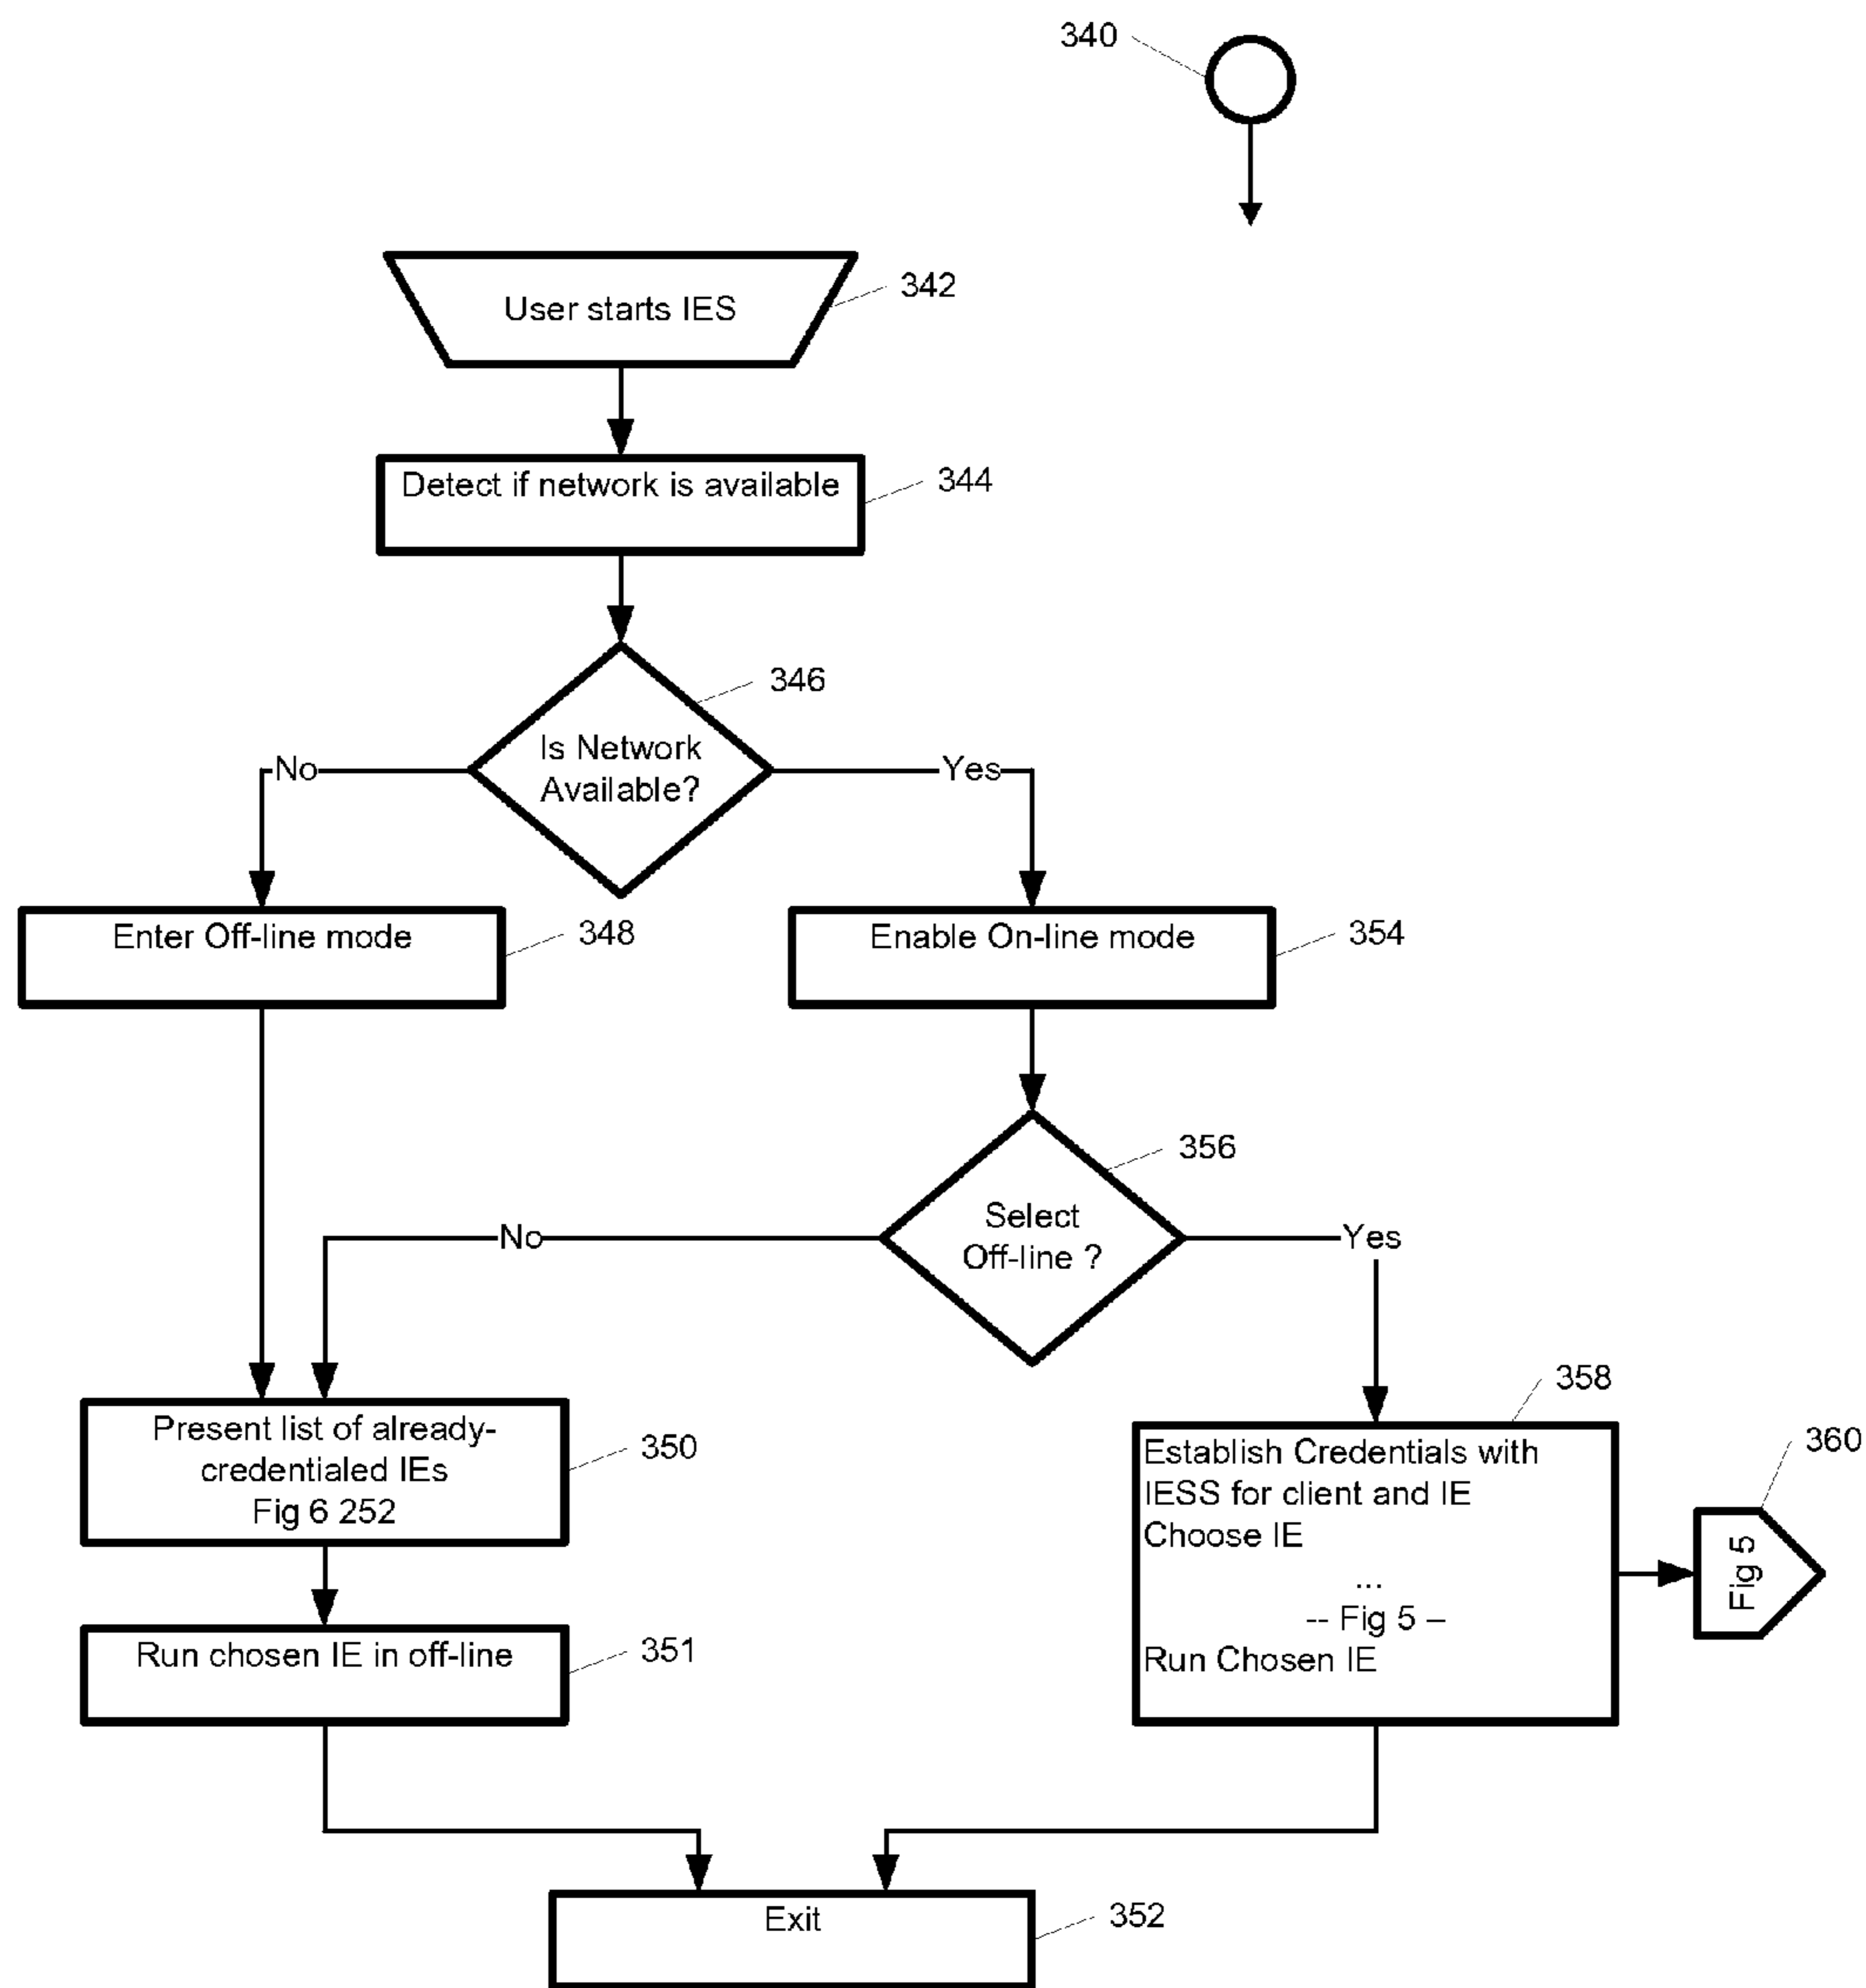 340
User starts IES
342
Detect if network is available
344
346
Is Network
Available?
No
Yes
Enter Off-line mode
348
Enable On-line mode
354
356
Select
Off-line ?
No
Yes
358
Present list of already-
credentialed IEs
Fig 6 252
350
Establish Credentials with
IESS for client and IE
Choose IE
...
-- Fig 5 –
Run Chosen IE
360
Fig 5
Run chosen IE in off-line
351
Exit
352